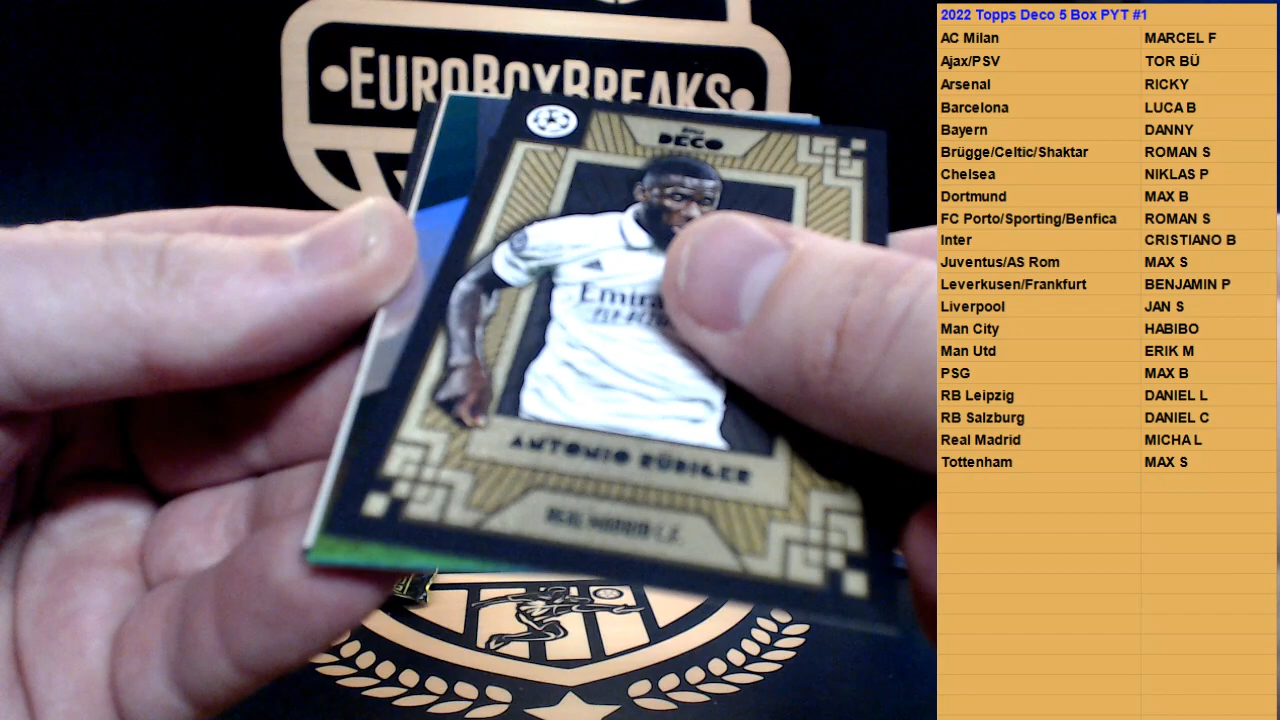 EUROBOXBREAKS
DECO
Emira
ANTONIO RÜDIGER
REAL MADRID C.F.
2022 Topps Deco 5 Box PYT #1
AC Milan MARCEL F
Ajax/PSV TOR BÜ
Arsenal RICKY
Barcelona LUCA B
Bayern DANNY
Brügge/Celtic/Shaktar ROMAN S
Chelsea NIKLAS P
Dortmund MAX B
FC Porto/Sporting/Benfica ROMAN S
Inter CRISTIANO B
Juventus/AS Rom MAX S
Leverkusen/Frankfurt BENJAMIN P
Liverpool JAN S
Man City HABIBO
Man Utd ERIK M
PSG MAX B
RB Leipzig DANIEL L
RB Salzburg DANIEL C
Real Madrid MICHA L
Tottenham MAX S